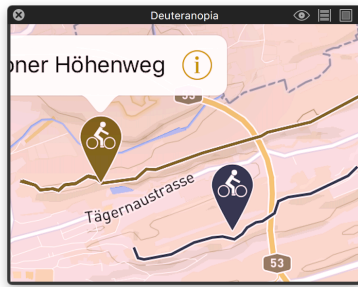 Deuteranopia
oner Höhenweg i
53
Tägernaustrasse
53